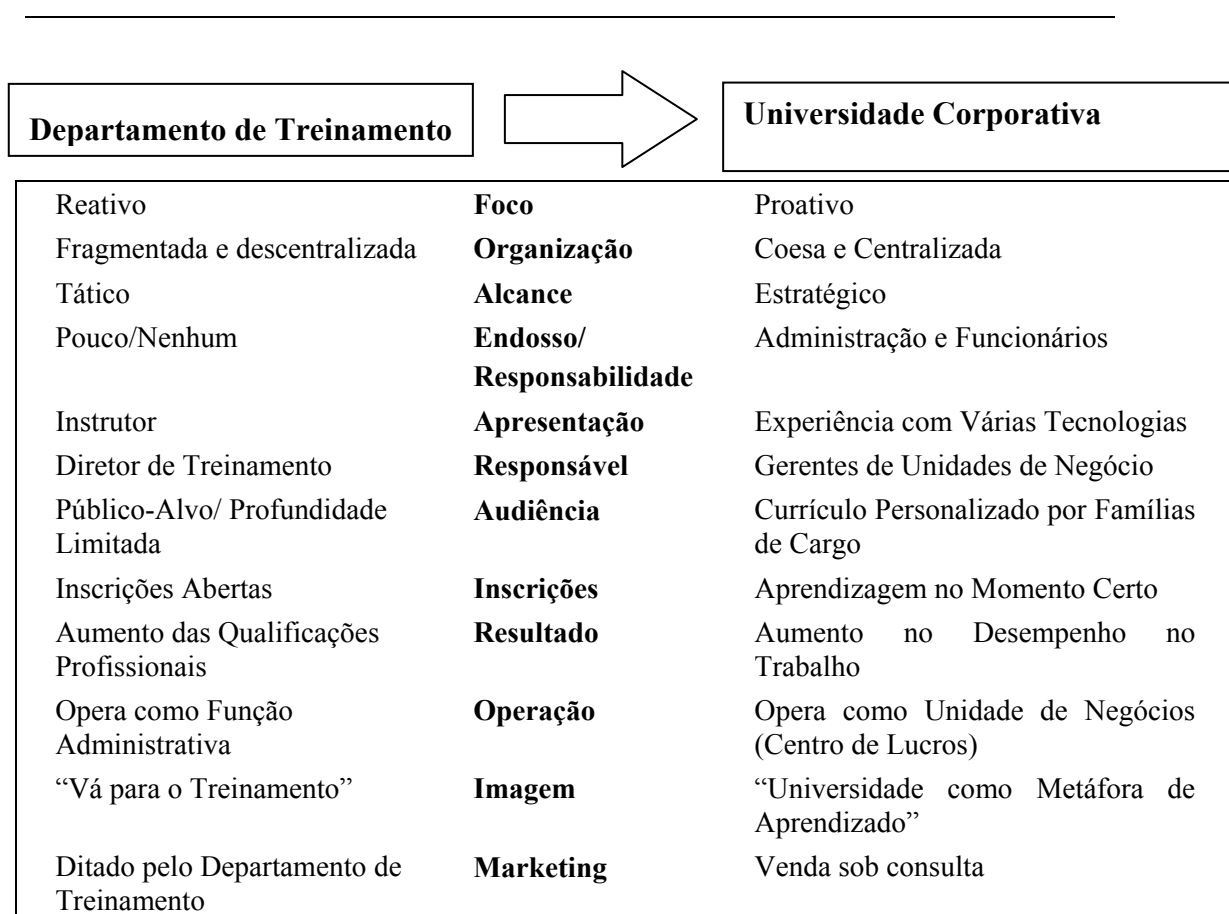 Departamento de Treinamento Universidade Corporativa
Reativo Foco Proativo
Fragmentada e descentralizada Organização Coesa e Centralizada
Tático Alcance Estratégico
Pouco/Nenhum Endosso/ Administração e Funcionários
Responsabilidade
Instrutor Apresentação Experiência com Várias Tecnologias
Diretor de Treinamento Responsável Gerentes de Unidades de Negócio
Público-Alvo/ Profundidade Audiência Currículo Personalizado por Famílias
Limitada de Cargo
Inscrições Abertas Inscrições Aprendizagem no Momento Certo
Aumento das Qualificações Resultado Aumento no Desempenho no
Profissionais Trabalho
Opera como Função Operação Opera como Unidade de Negócios
Administrativa (Centro de Lucros)
“Vá para o Treinamento” Imagem “Universidade como Metáfora de
Aprendizado”
Ditado pelo Departamento de Marketing Venda sob consulta
Treinamento